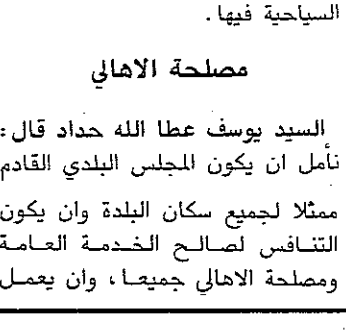 السياحية فيها.
مصلحة الاهالي
السيد يوسف عطا الله حداد قال:
نأمل ان يكون المجلس البلدي القادم
ممثلا لجميع سكان البلدة وان يكون
التنافس لصالح الخدمة العامة
ومصلحة الاهالي جميعا، وان يعمل